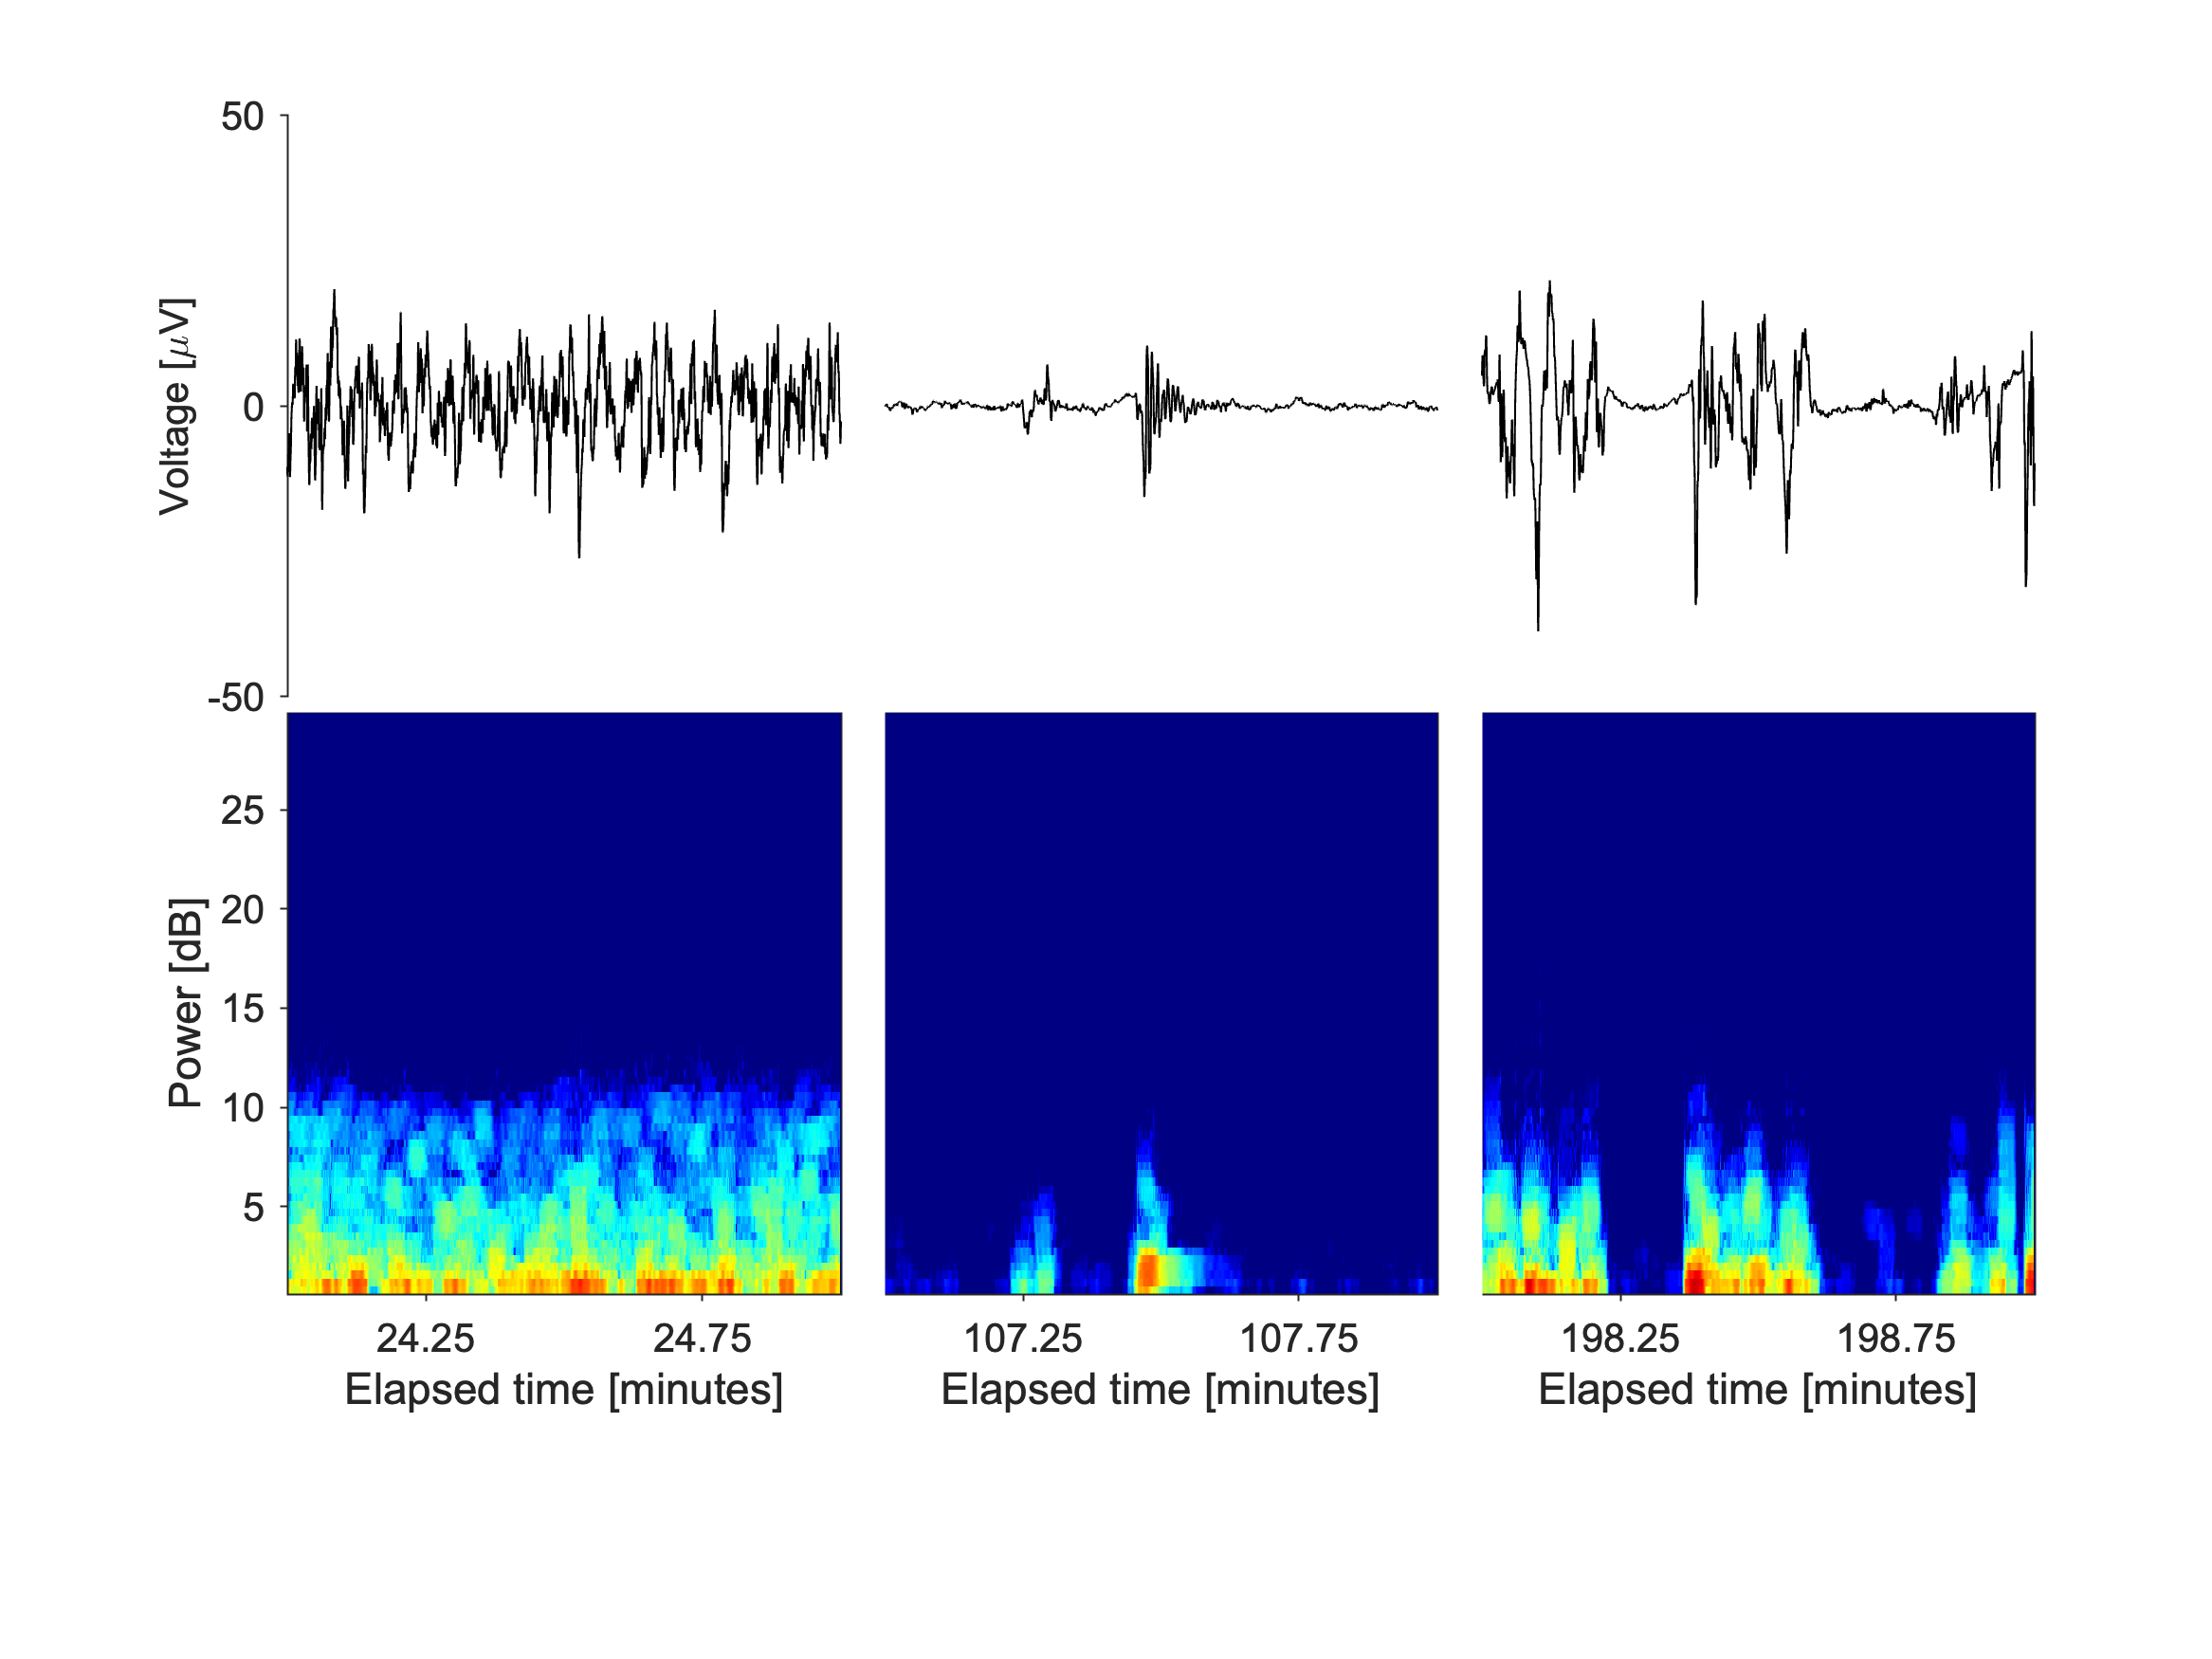 50
0
-50
Voltage [μV]
25
20
15
10
5
Power [dB]
24.25 24.75 107.25 107.75 198.25 198.75
Elapsed time [minutes] Elapsed time [minutes] Elapsed time [minutes]